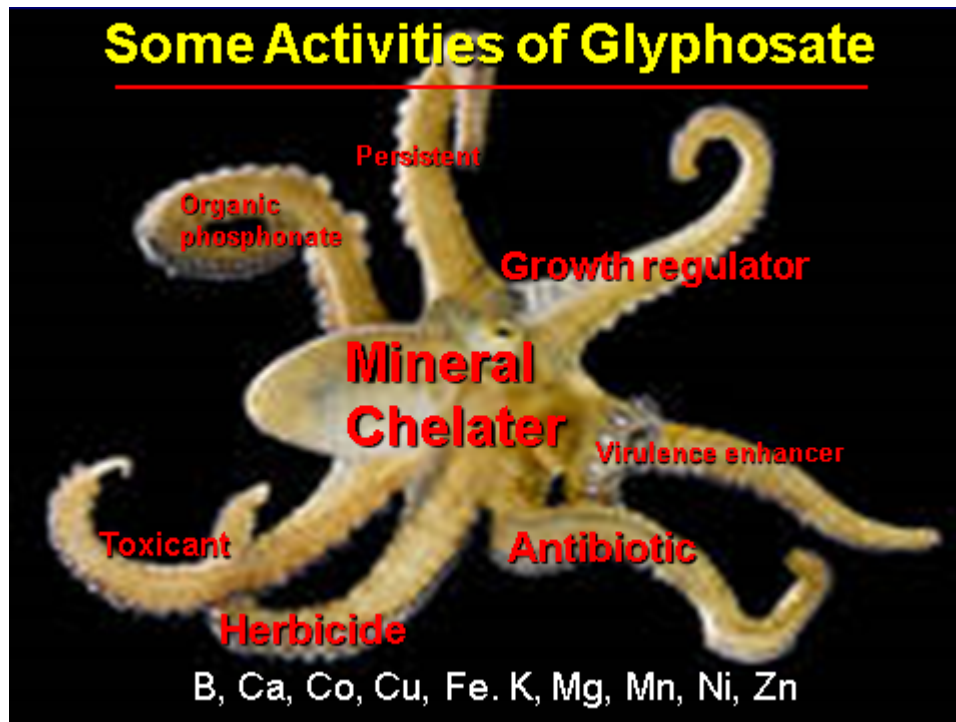 Some Activities of Glyphosate
Persistent
Organic
phosphonate
Growth regulator
Mineral
Chelater
Virulence enhancer
Toxicant
Antibiotic
Herbicide
B, Ca, Co, Cu, Fe. K, Mg, Mn, Ni, Zn